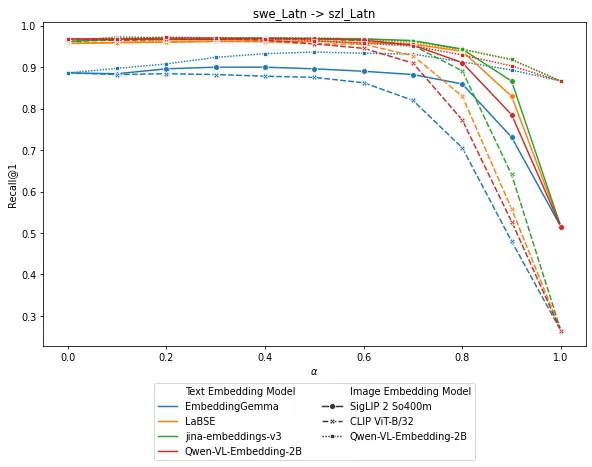 swe_Latn -> szl_Latn
Recall@1
1.0
0.9
0.8
0.7
0.6
0.5
0.4
0.3
0.0
0.2
0.4
0.6
0.8
1.0
α
Text Embedding Model
EmbeddingGemma
LaBSE
jina-embeddings-v3
Qwen-VL-Embedding-2B
Image Embedding Model
SigLIP 2 So400m
CLIP ViT-B/32
Qwen-VL-Embedding-2B